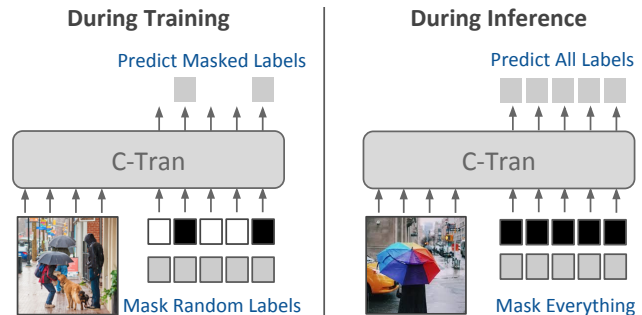 During Training
Predict Masked Labels
C-Tran
Mask Random Labels
During Inference
Predict All Labels
C-Tran
Mask Everything